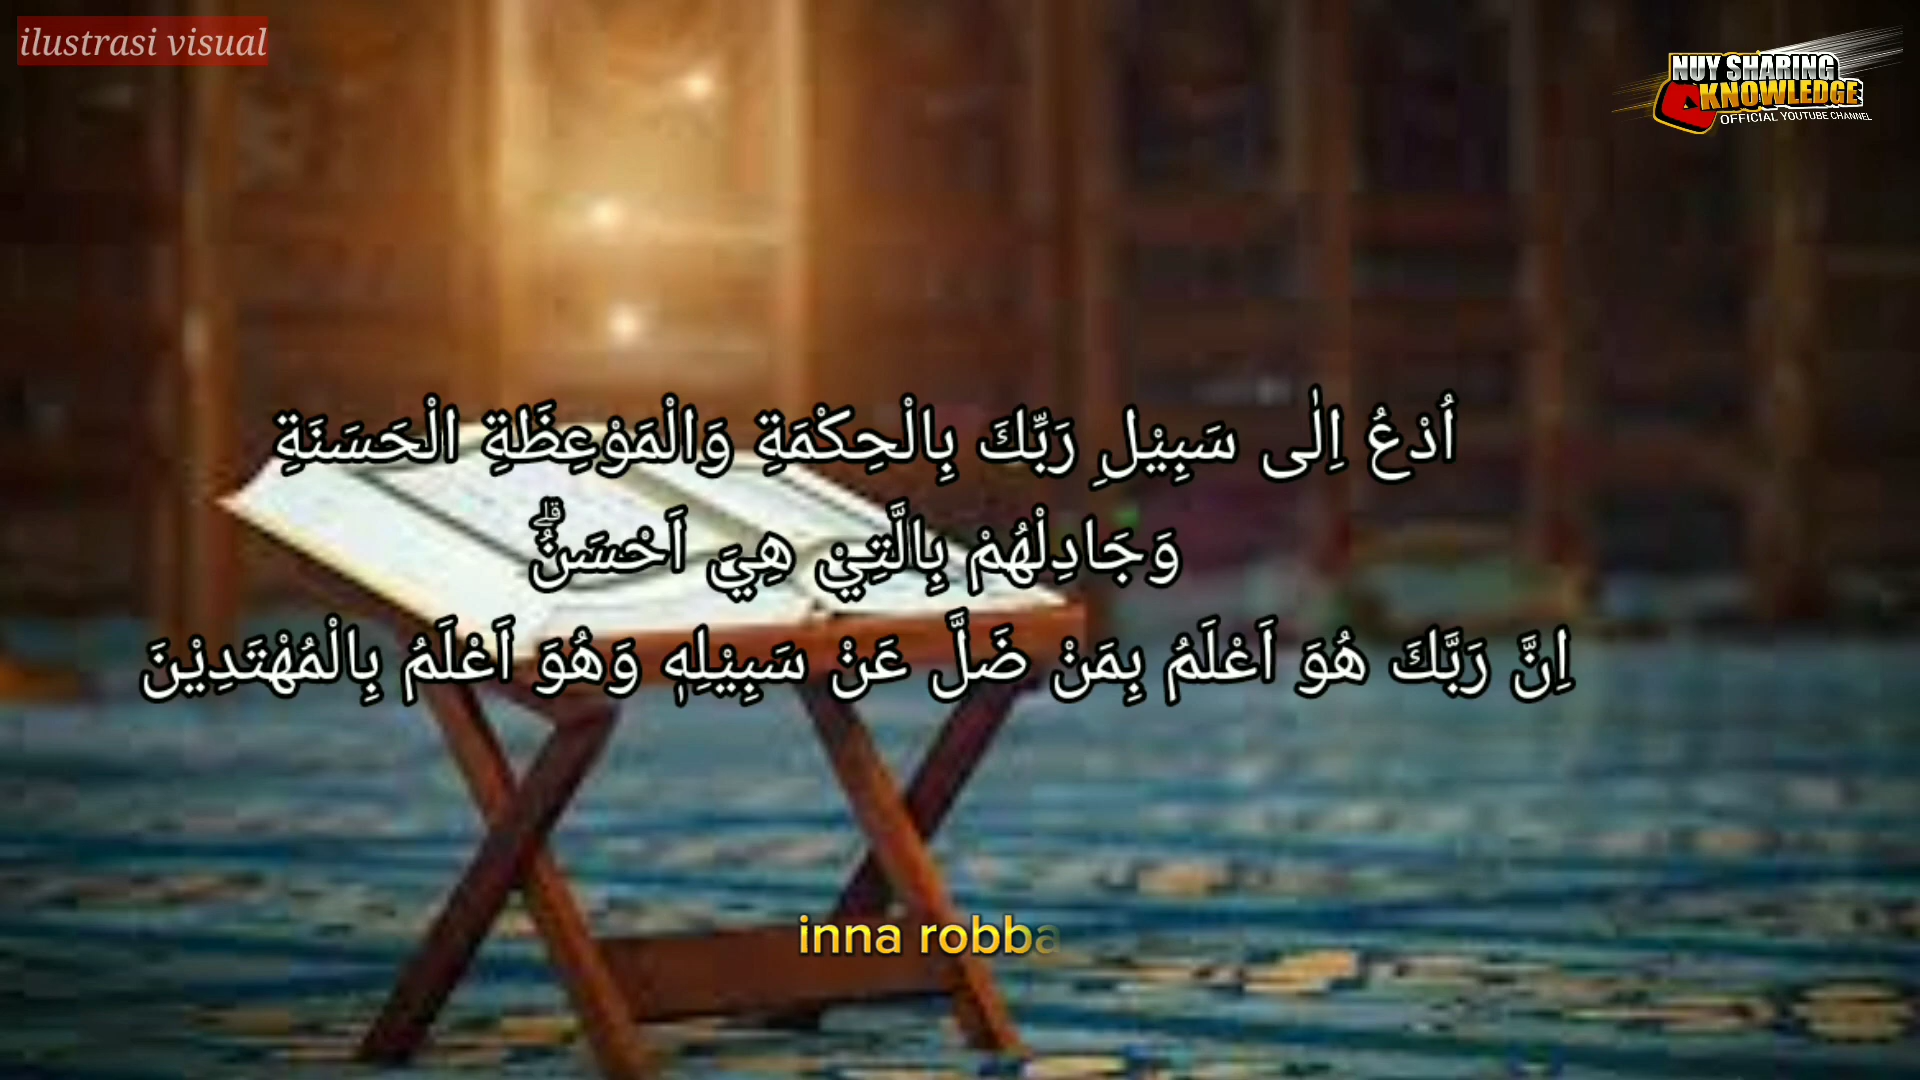 ilustrasi visual
NUY SHARING
KNOWLEDGE
OFFICIAL YOUTUBE CHANNEL
اُدْعُ اِلٰى سَبِيْلِ رَبِّكَ بِالْحِكْمَةِ وَالْمَوْعِظَةِ الْحَسَنَةِ
وَجَادِلْهُمْ بِالَّتِيْ هِيَ اَحْسَنُۗ
اِنَّ رَبَّكَ هُوَ اَعْلَمُ بِمَنْ ضَلَّ عَنْ سَبِيْلِهٖ وَهُوَ اَعْلَمُ بِالْمُهْتَدِيْنَ
inna robba